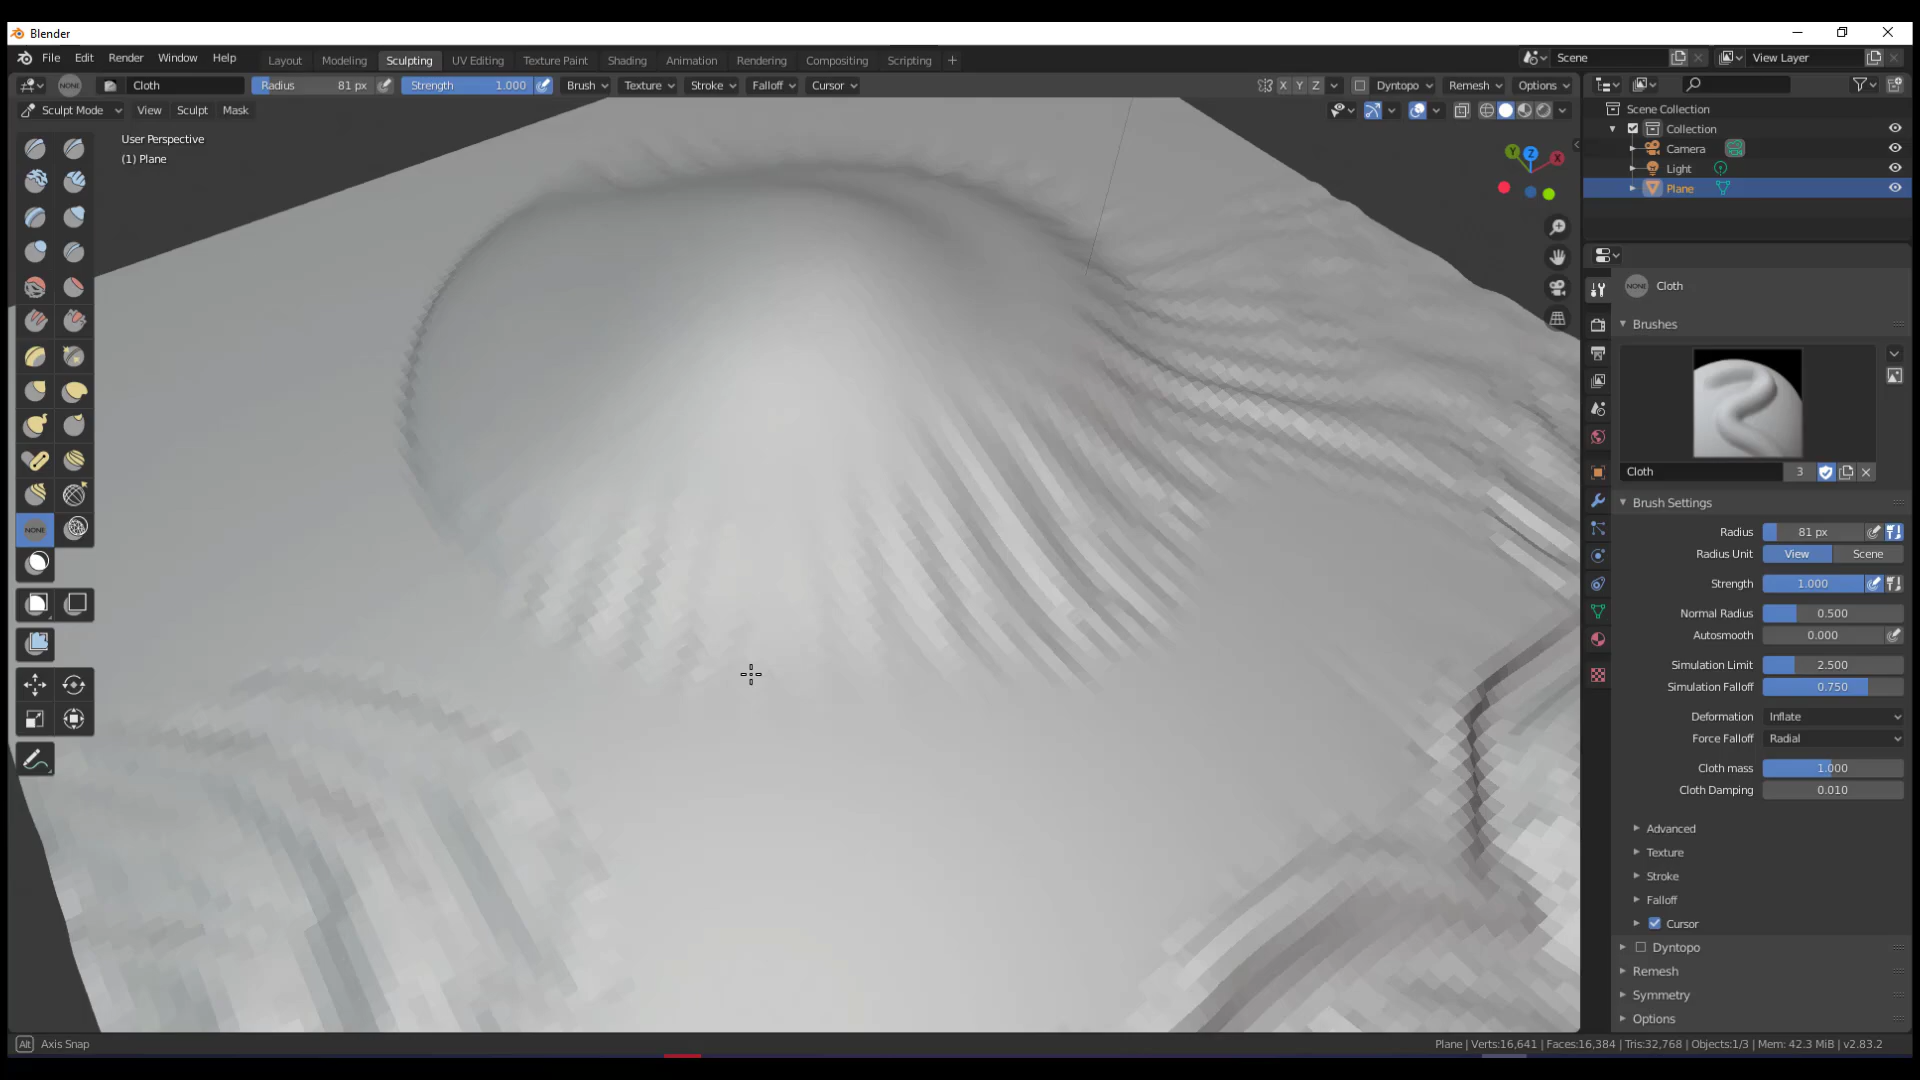 Blender
File Edit Render Window Help Layout Modeling Sculpting UV Editing Texture Paint Shading Animation Rendering Compositing Scripting + Scene View Layer
NONE Cloth Radius 81 px Strength 1.000 Brush Texture Stroke Falloff Cursor X Y Z Dyntopo Remesh Options
Sculpt Mode View Sculpt Mask
User Perspective
(1) Plane
Scene Collection
Collection
Camera
Light
Plane
Y Z X
NONE Cloth
Brushes
Cloth 3
Brush Settings
NONE
Radius 81 px
Radius Unit View Scene
Strength 1.000
Normal Radius 0.500
Autosmooth 0.000
Simulation Limit 2.500
Simulation Falloff 0.750
Deformation Inflate
Force Falloff Radial
Cloth mass 1.000
Cloth Damping 0.010
Advanced
Texture
Stroke
Falloff
Cursor
Dyntopo
Remesh
Symmetry
Options
Alt Axis Snap
Plane | Verts:16,641 | Faces:16,384 | Tris:32,768 | Objects:1/3 | Mem: 42.3 MiB | v2.83.2